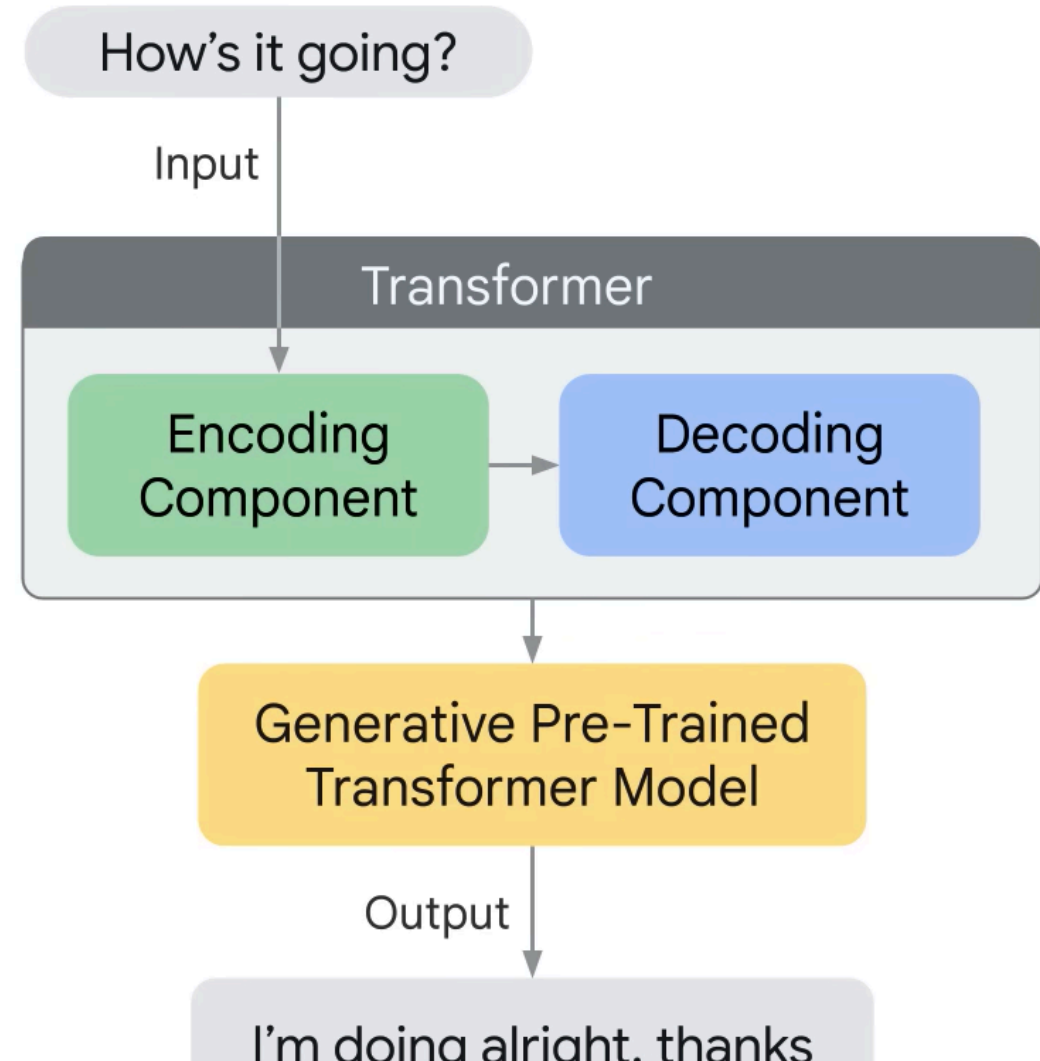 How’s it going?
Input
Transformer
Encoding
Component
Decoding
Component
Generative Pre-Trained
Transformer Model
Output
I’m doing alright, thanks